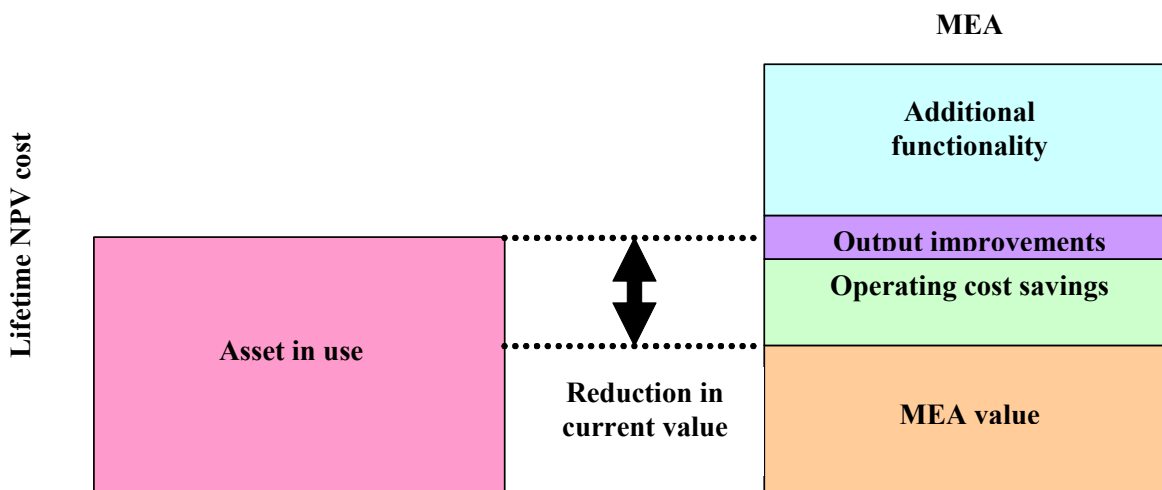 MEA
Lifetime NPV cost
Additional
functionality
Output improvements
Operating cost savings
Asset in use
Reduction in
current value
MEA value